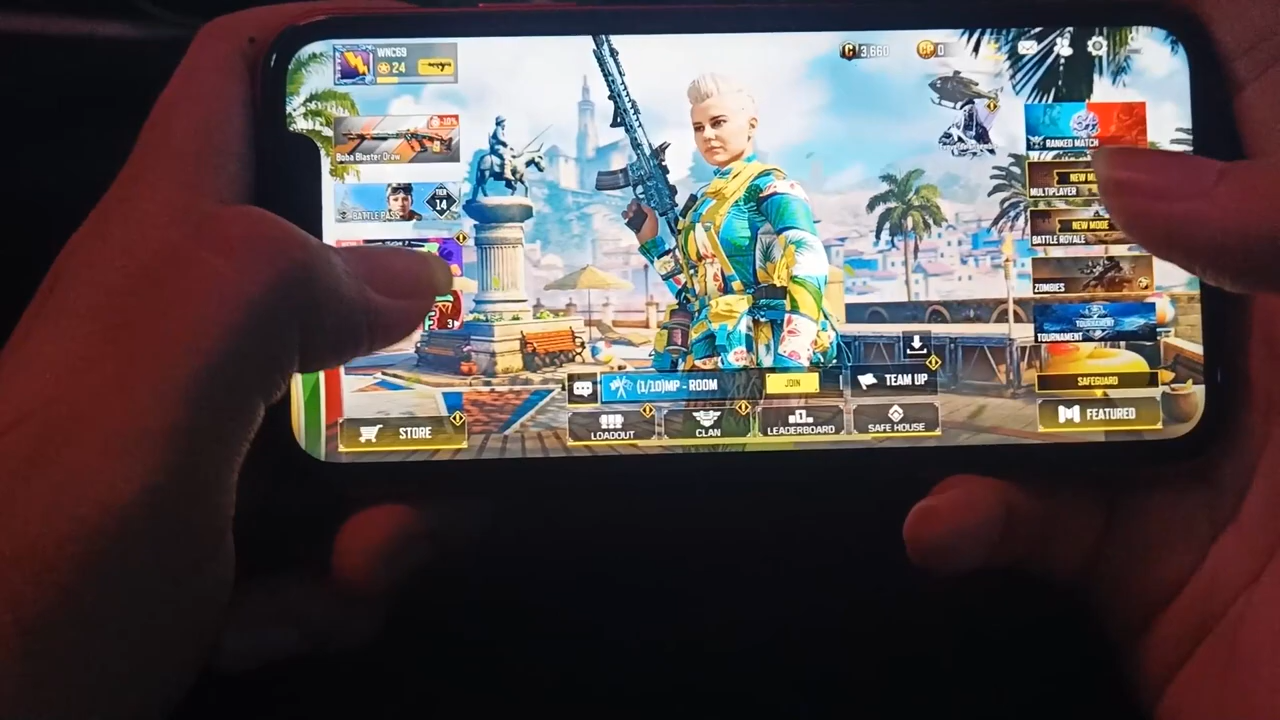 WNC69
24
3,660
0
-10%
Boba Blaster Draw
BATTLE PASS
TIER
14
3
RANKED MATCH
NEW
MULTIPLAYER
NEW MODE
BATTLE ROYALE
ZOMBIES
TOURNAMENT
TOURNAMENT
SAFEGUARD
FEATURED
(1/10)MP - ROOM
JOIN
TEAM UP
STORE
LOADOUT
CLAN
LEADERBOARD
SAFE HOUSE